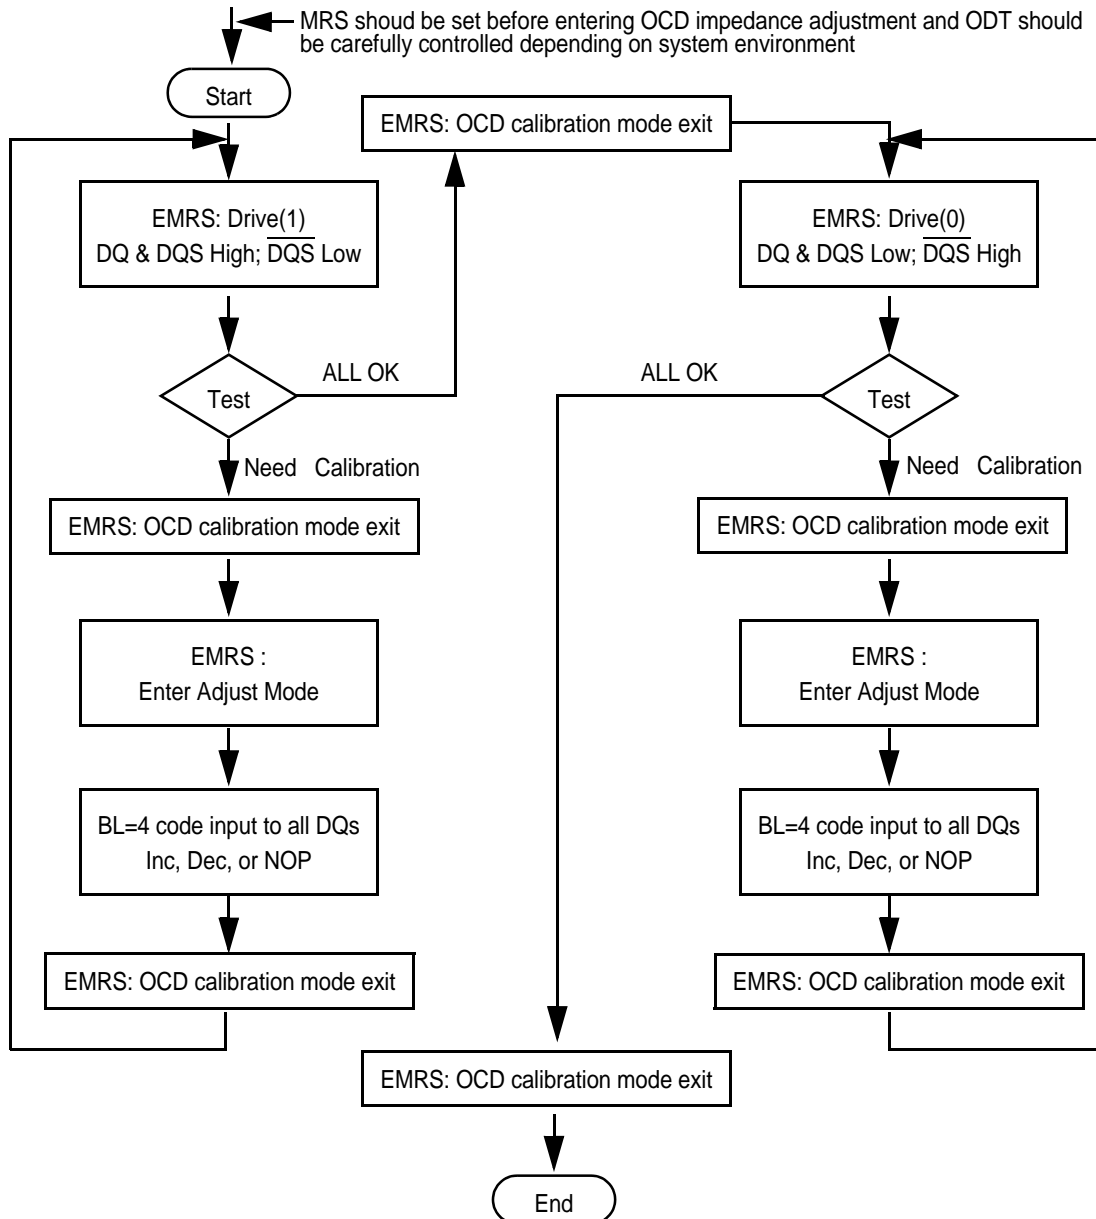 MRS shoud be set before entering OCD impedance adjustment and ODT should
be carefully controlled depending on system environment
Start
EMRS: OCD calibration mode exit
EMRS: Drive(1)
DQ & DQS High; D̅Q̅S̅ Low
EMRS: Drive(0)
DQ & DQS Low; D̅Q̅S̅ High
Test
ALL OK
ALL OK
Test
Need Calibration
Need Calibration
EMRS: OCD calibration mode exit
EMRS: OCD calibration mode exit
EMRS :
Enter Adjust Mode
EMRS :
Enter Adjust Mode
BL=4 code input to all DQs
Inc, Dec, or NOP
BL=4 code input to all DQs
Inc, Dec, or NOP
EMRS: OCD calibration mode exit
EMRS: OCD calibration mode exit
EMRS: OCD calibration mode exit
End